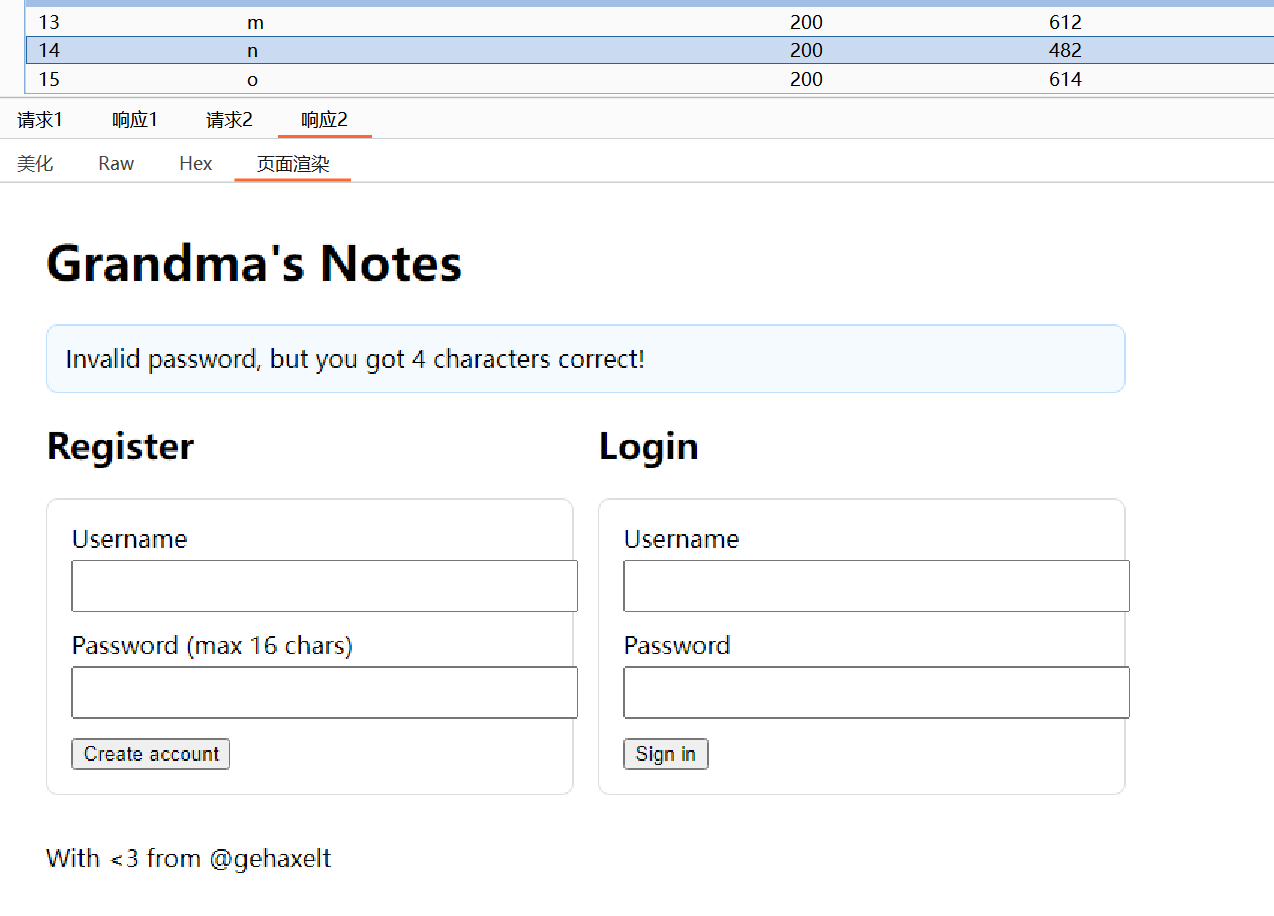 13 m 200 612
14 n 200 482
15 o 200 614
请求1 响应1 请求2 响应2
美化 Raw Hex 页面渲染
Grandma's Notes
Invalid password, but you got 4 characters correct!
Register Login
Username Username
Password (max 16 chars) Password
Create account Sign in
With <3 from @gehaxelt